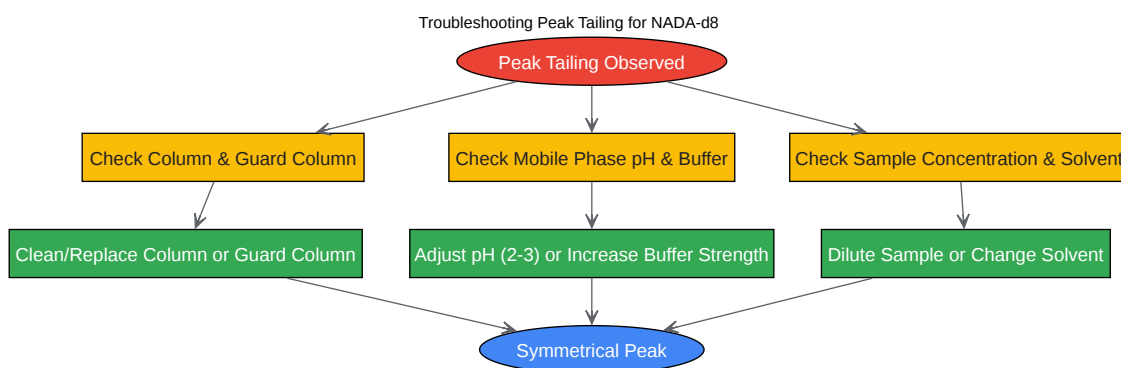 Troubleshooting Peak Tailing for NADA-d8
Peak Tailing Observed
Check Column & Guard Column
Check Mobile Phase pH & Buffer
Check Sample Concentration & Solvent
Clean/Replace Column or Guard Column
Adjust pH (2-3) or Increase Buffer Strength
Dilute Sample or Change Solvent
Symmetrical Peak